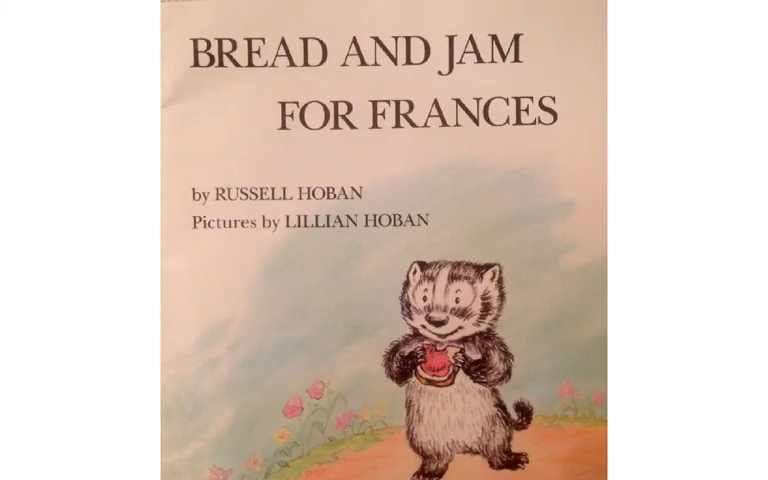 BREAD AND JAM
FOR FRANCES
by RUSSELL HOBAN
Pictures by LILLIAN HOBAN